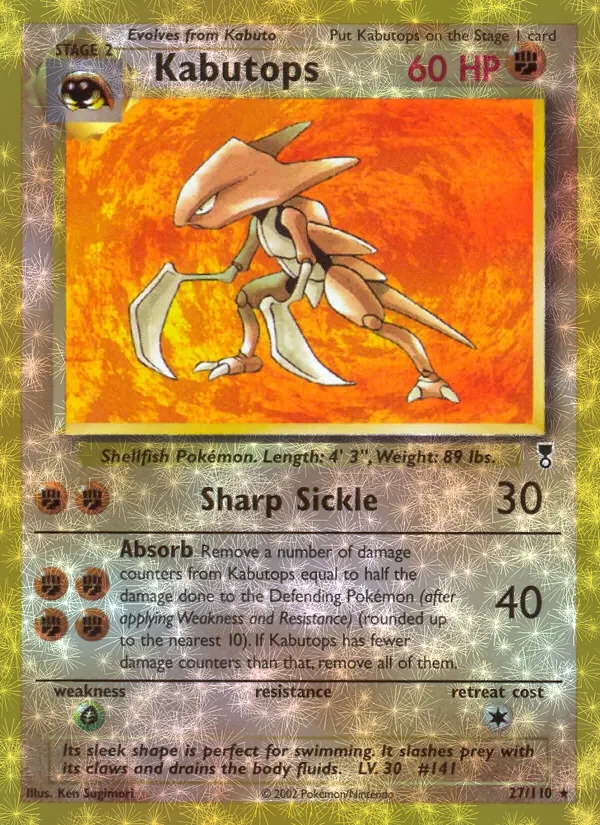 Evolves from Kabuto
Put Kabutops on the Stage 1 card
STAGE 2
Kabutops
60 HP
Shellfish Pokémon. Length: 4' 3", Weight: 89 lbs.
Sharp Sickle
30
Absorb Remove a number of damage
counters from Kabutops equal to half the
damage done to the Defending Pokémon (after
applying Weakness and Resistance) (rounded up
to the nearest 10). If Kabutops has fewer
damage counters than that, remove all of them.
40
weakness
resistance
retreat cost
Its sleek shape is perfect for swimming. It slashes prey with
its claws and drains the body fluids. LV. 30 #141
Illus. Ken Sugimori
© 2002 Pokémon/Nintendo
27/110